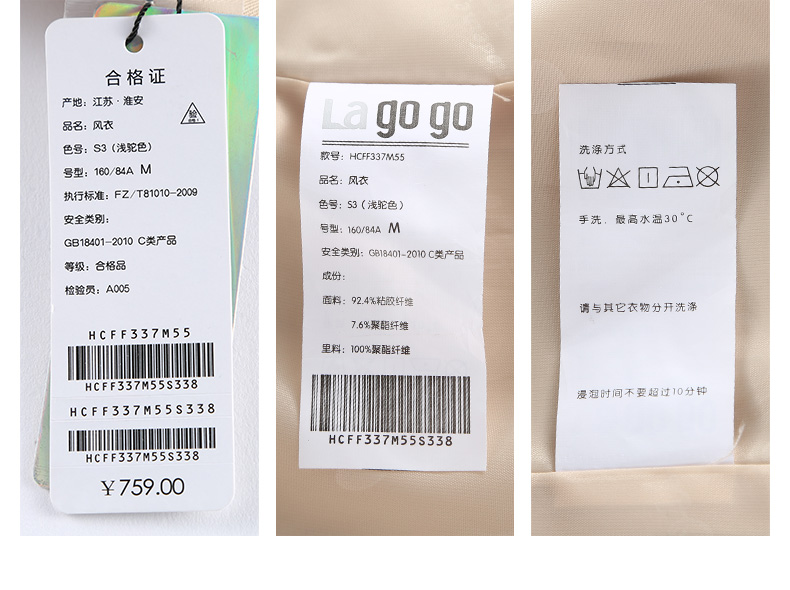 合格证
产地：江苏·淮安
验
品名：风衣
色号：S3（浅驼色）
号型：160/84A M
执行标准：FZ/T81010-2009
安全类别：
GB18401-2010 C类产品
等级：合格品
检验员：A005
HCFF337M55
HCFF337M55S338
HCFF337M55S338
HCFF337M55S338
￥759.00
La go go
款号：HCFF337M55
品名：风衣
色号：S3（浅驼色）
号型：160/84A M
安全类别：GB18401-2010 C类产品
成份：
面料：92.4%粘胶纤维
7.6%聚酯纤维
里料：100%聚酯纤维
HCFF337M55S338
洗涤方式
手洗，最高水温30°C
请与其它衣物分开洗涤
浸泡时间不要超过10分钟